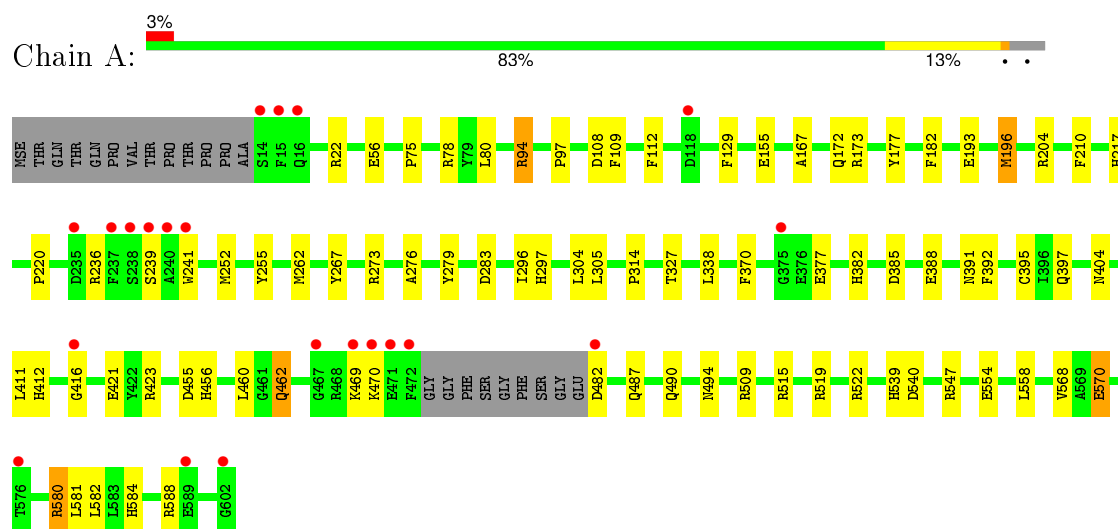 3%
Chain A:
83% 13% • •
MSE THR GLN THR GLN PRO VAL THR PRO THR PRO PRO ALA S14 F15 Q16 R22 E56 P75 R78 Y79 L80 R94 P97 D108 F109 F112 D118 F129 E155 A167 Q172 R173 Y177 F182 E193 M196 R204 F210 H217
P220 D235 R236 F237 S238 S239 A240 W241 M252 Y255 M262 Y267 R273 A276 Y279 D283 I296 H297 L304 L305 P314 T327 L338 F370 G375 E376 E377 H382 D385 E388 N391 F392 C395 I396 Q397 N404
L411 H412 G416 E421 Y422 R423 D455 H456 L460 G461 Q462 G467 R468 K469 K470 E471 F472 GLY GLY PHE SER GLY PHE SER GLY GLU D482 Q487 Q490 N494 R509 R515 R519 R522 H539 D540 R547 E554 L558 V568 A569 E570
T576 R580 L581 L582 L583 H584 R588 E589 G602